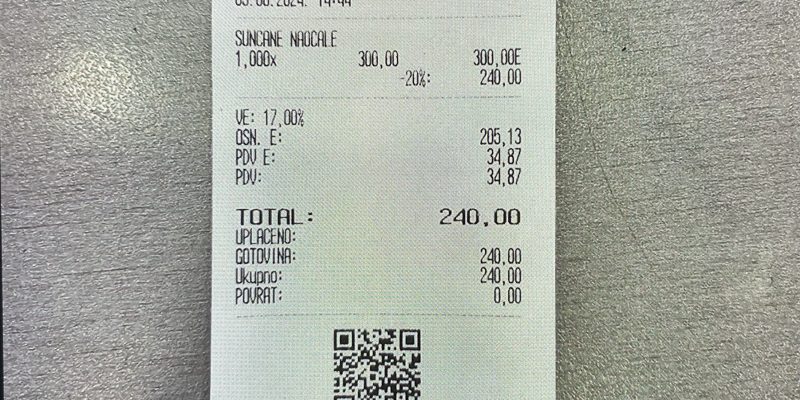 SUNCANE NAOCALE
1,000x 300,00 300,00E
-20%: 240,00
VE: 17,00%
OSN. E: 205,13
PDV E: 34,87
PDV: 34,87
TOTAL: 240,00
UPLACENO:
GOTOVINA: 240,00
Ukupno: 240,00
POVRAT: 0,00